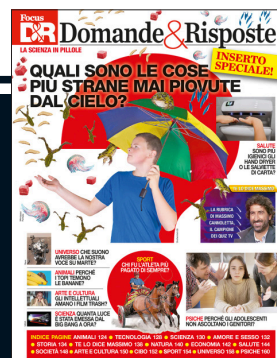 Focus
D&R Domande & Risposte
LA SCIENZA IN PILLOLE
INSERTO
SPECIALE!
QUALI SONO LE COSE
PIÙ STRANE MAI PIOVUTE
DAL CIELO?
SALUTE
SONO PIÙ
IGIENICI GLI
HAND DRYER
O LE SALVIETTE
DI CARTA?
LA RUBRICA
DI MASSIMO
CANNOLETTA,
IL CAMPIONE
DEI QUIZ TV
UNIVERSO CHE SUONO
AVREBBE LA NOSTRA
VOCE SU MARTE?
ANIMALI PERCHÉ
I TOPI TEMONO
LE BANANE?
ARTE E CULTURA
GLI INTELLETTUALI
AMANO I FILM TRASH?
SCIENZA QUANTA LUCE
È STATA EMESSA DAL
BIG BANG A ORA?
SPORT
CHI FU L'ATLETA PIÙ
PAGATO DI SEMPRE?
PSICHE PERCHÉ GLI ADOLESCENTI
NON ASCOLTANO I GENITORI?
INDICE PAGINE ANIMALI 124 TECNOLOGIA 128 SCIENZA 130 AMORE E SESSO 132
STORIA 134 TE LO DICE MASSIMO 138 NATURA 140 ECONOMIA 142 SALUTE 144
SOCIETÀ 148 ARTE E CULTURA 150 CIBO 152 SPORT 154 UNIVERSO 158 PSICHE 160